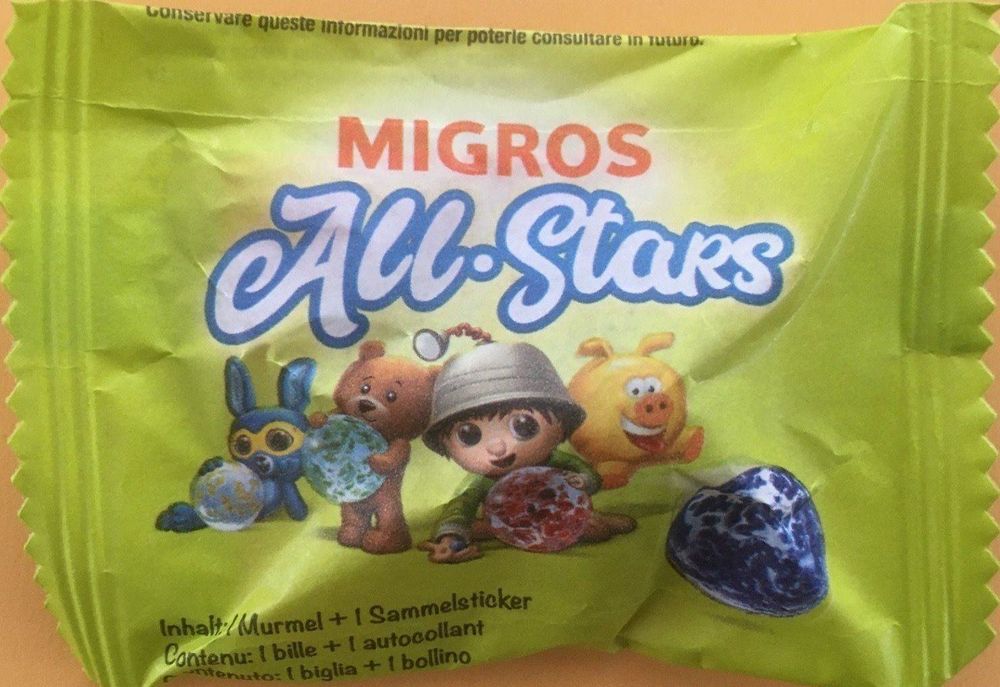 Conservare queste informazioni per poterle consultare in futuro.
MIGROS
All·Stars
Inhalt: Murmel + 1 Sammelsticker
Contenu: 1 bille + 1 autocollant
Contenuto: 1 biglia + 1 bollino